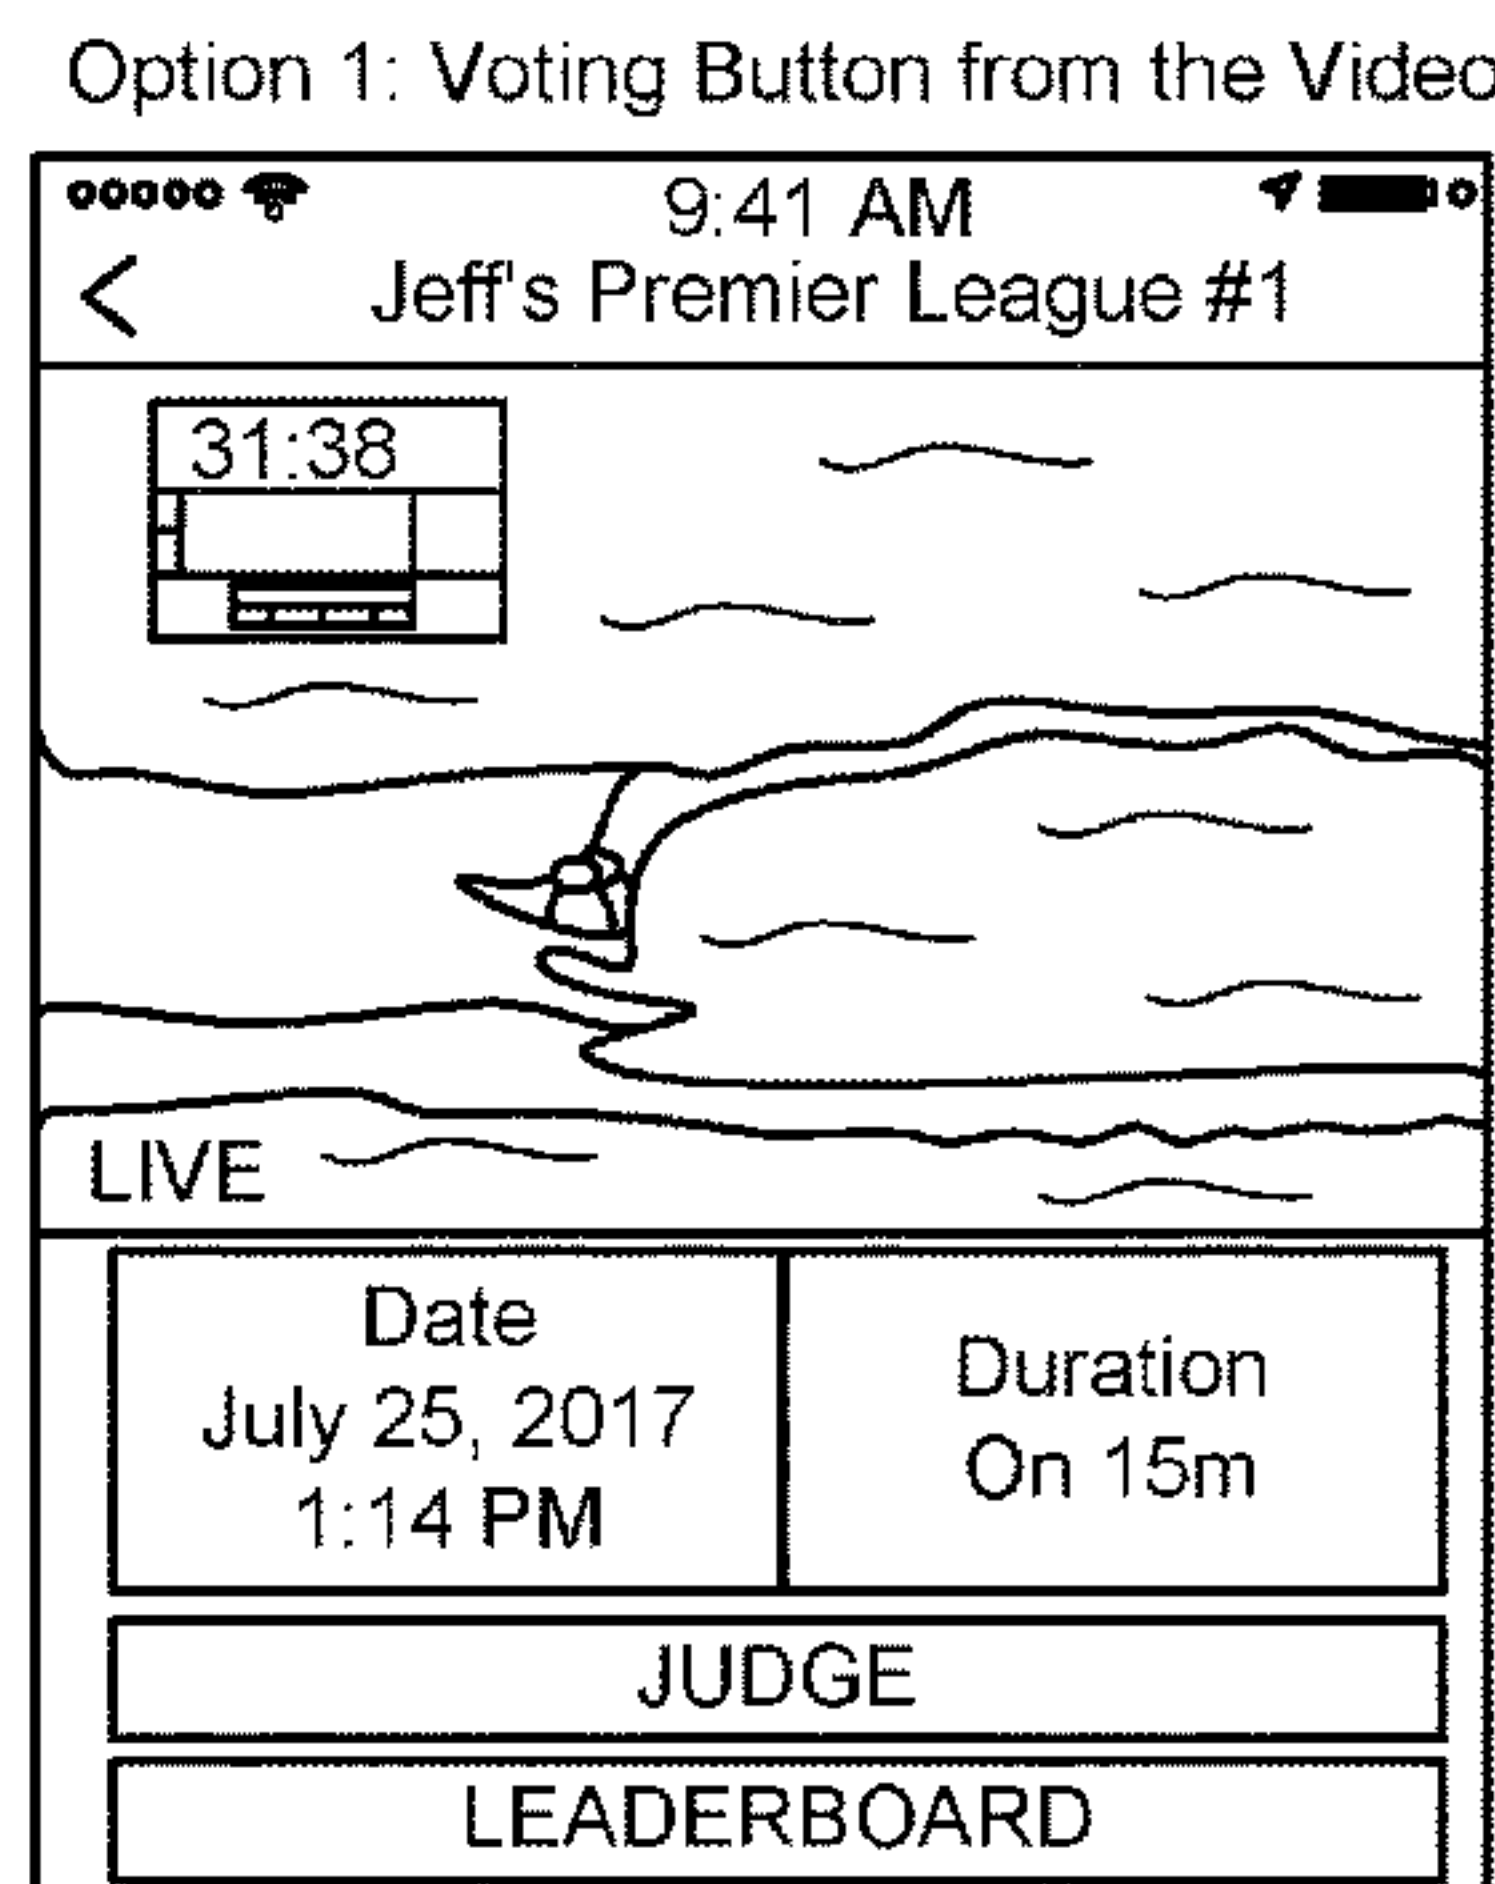 Option 1: Voting Button from the Video
9:41 AM
Jeff's Premier League #1
31:38
LIVE
Date
July 25, 2017
1:14 PM
Duration
On 15m
JUDGE
LEADERBOARD